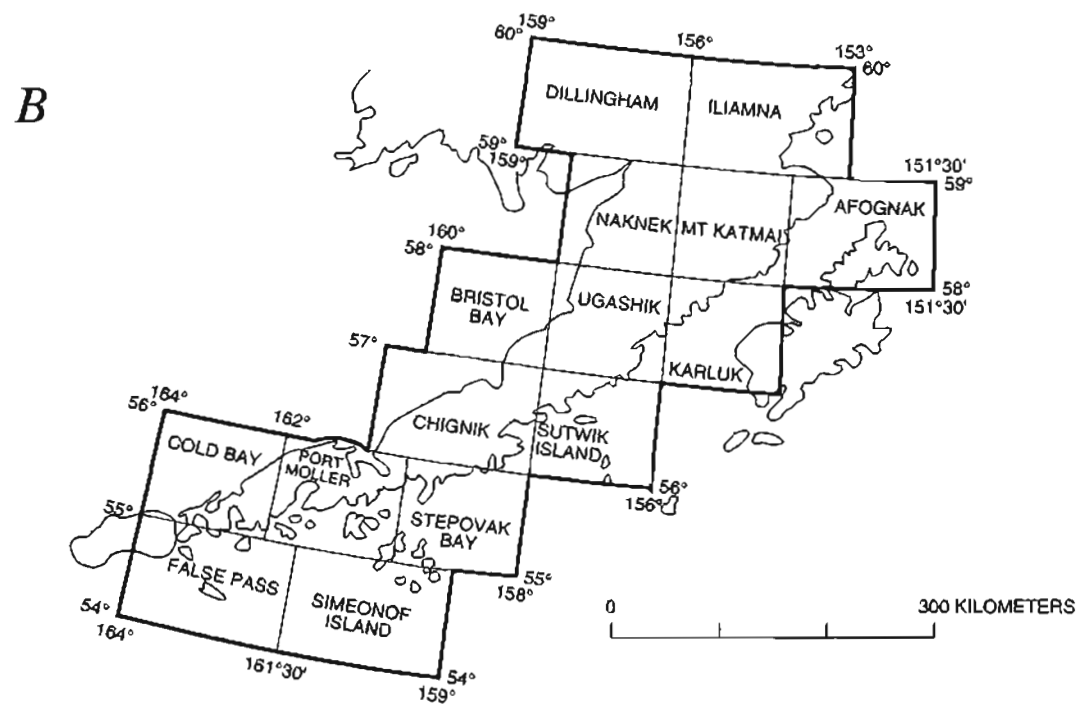 159°
60°
156°
153°
60°
B
DILLINGHAM
ILIAMNA
59°
159°
151°30'
59°
AFOGNAK
NAKNEK
MT KATMAI
160°
58°
58°
151°30'
BRISTOL
BAY
UGASHIK
57°
KARLUK
164°
56°
162°
CHIGNIK
SUTWIK
ISLAND
COLD BAY
PORT
MOLLER
56°
156°
55°
STEPOVAK
BAY
FALSE PASS
55°
158°
SIMEONOF
ISLAND
0
300 KILOMETERS
54°
164°
161°30'
54°
159°